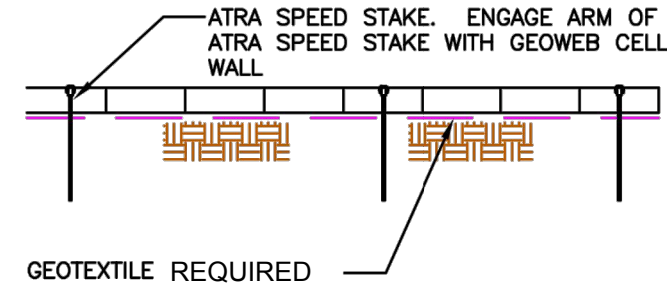 ATRA SPEED STAKE. ENGAGE ARM OF
ATRA SPEED STAKE WITH GEOWEB CELL
WALL
GEOTEXTILE REQUIRED